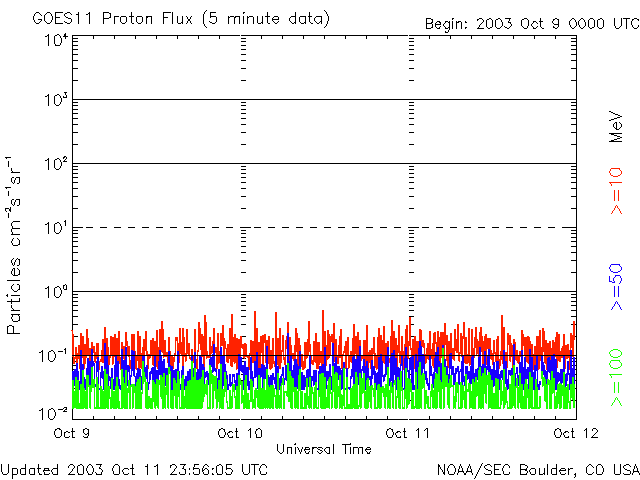 GOES11 Proton Flux (5 minute data)
Begin: 2003 Oct 9 0000 UTC
10⁴
10³
10²
10¹
10⁰
10⁻¹
10⁻²
Particles cm⁻²s⁻¹sr⁻¹
MeV
>=10
>=50
>=100
Oct 9
Oct 10
Oct 11
Oct 12
Universal Time
Updated 2003 Oct 11 23:56:05 UTC
NOAA/SEC Boulder, CO USA